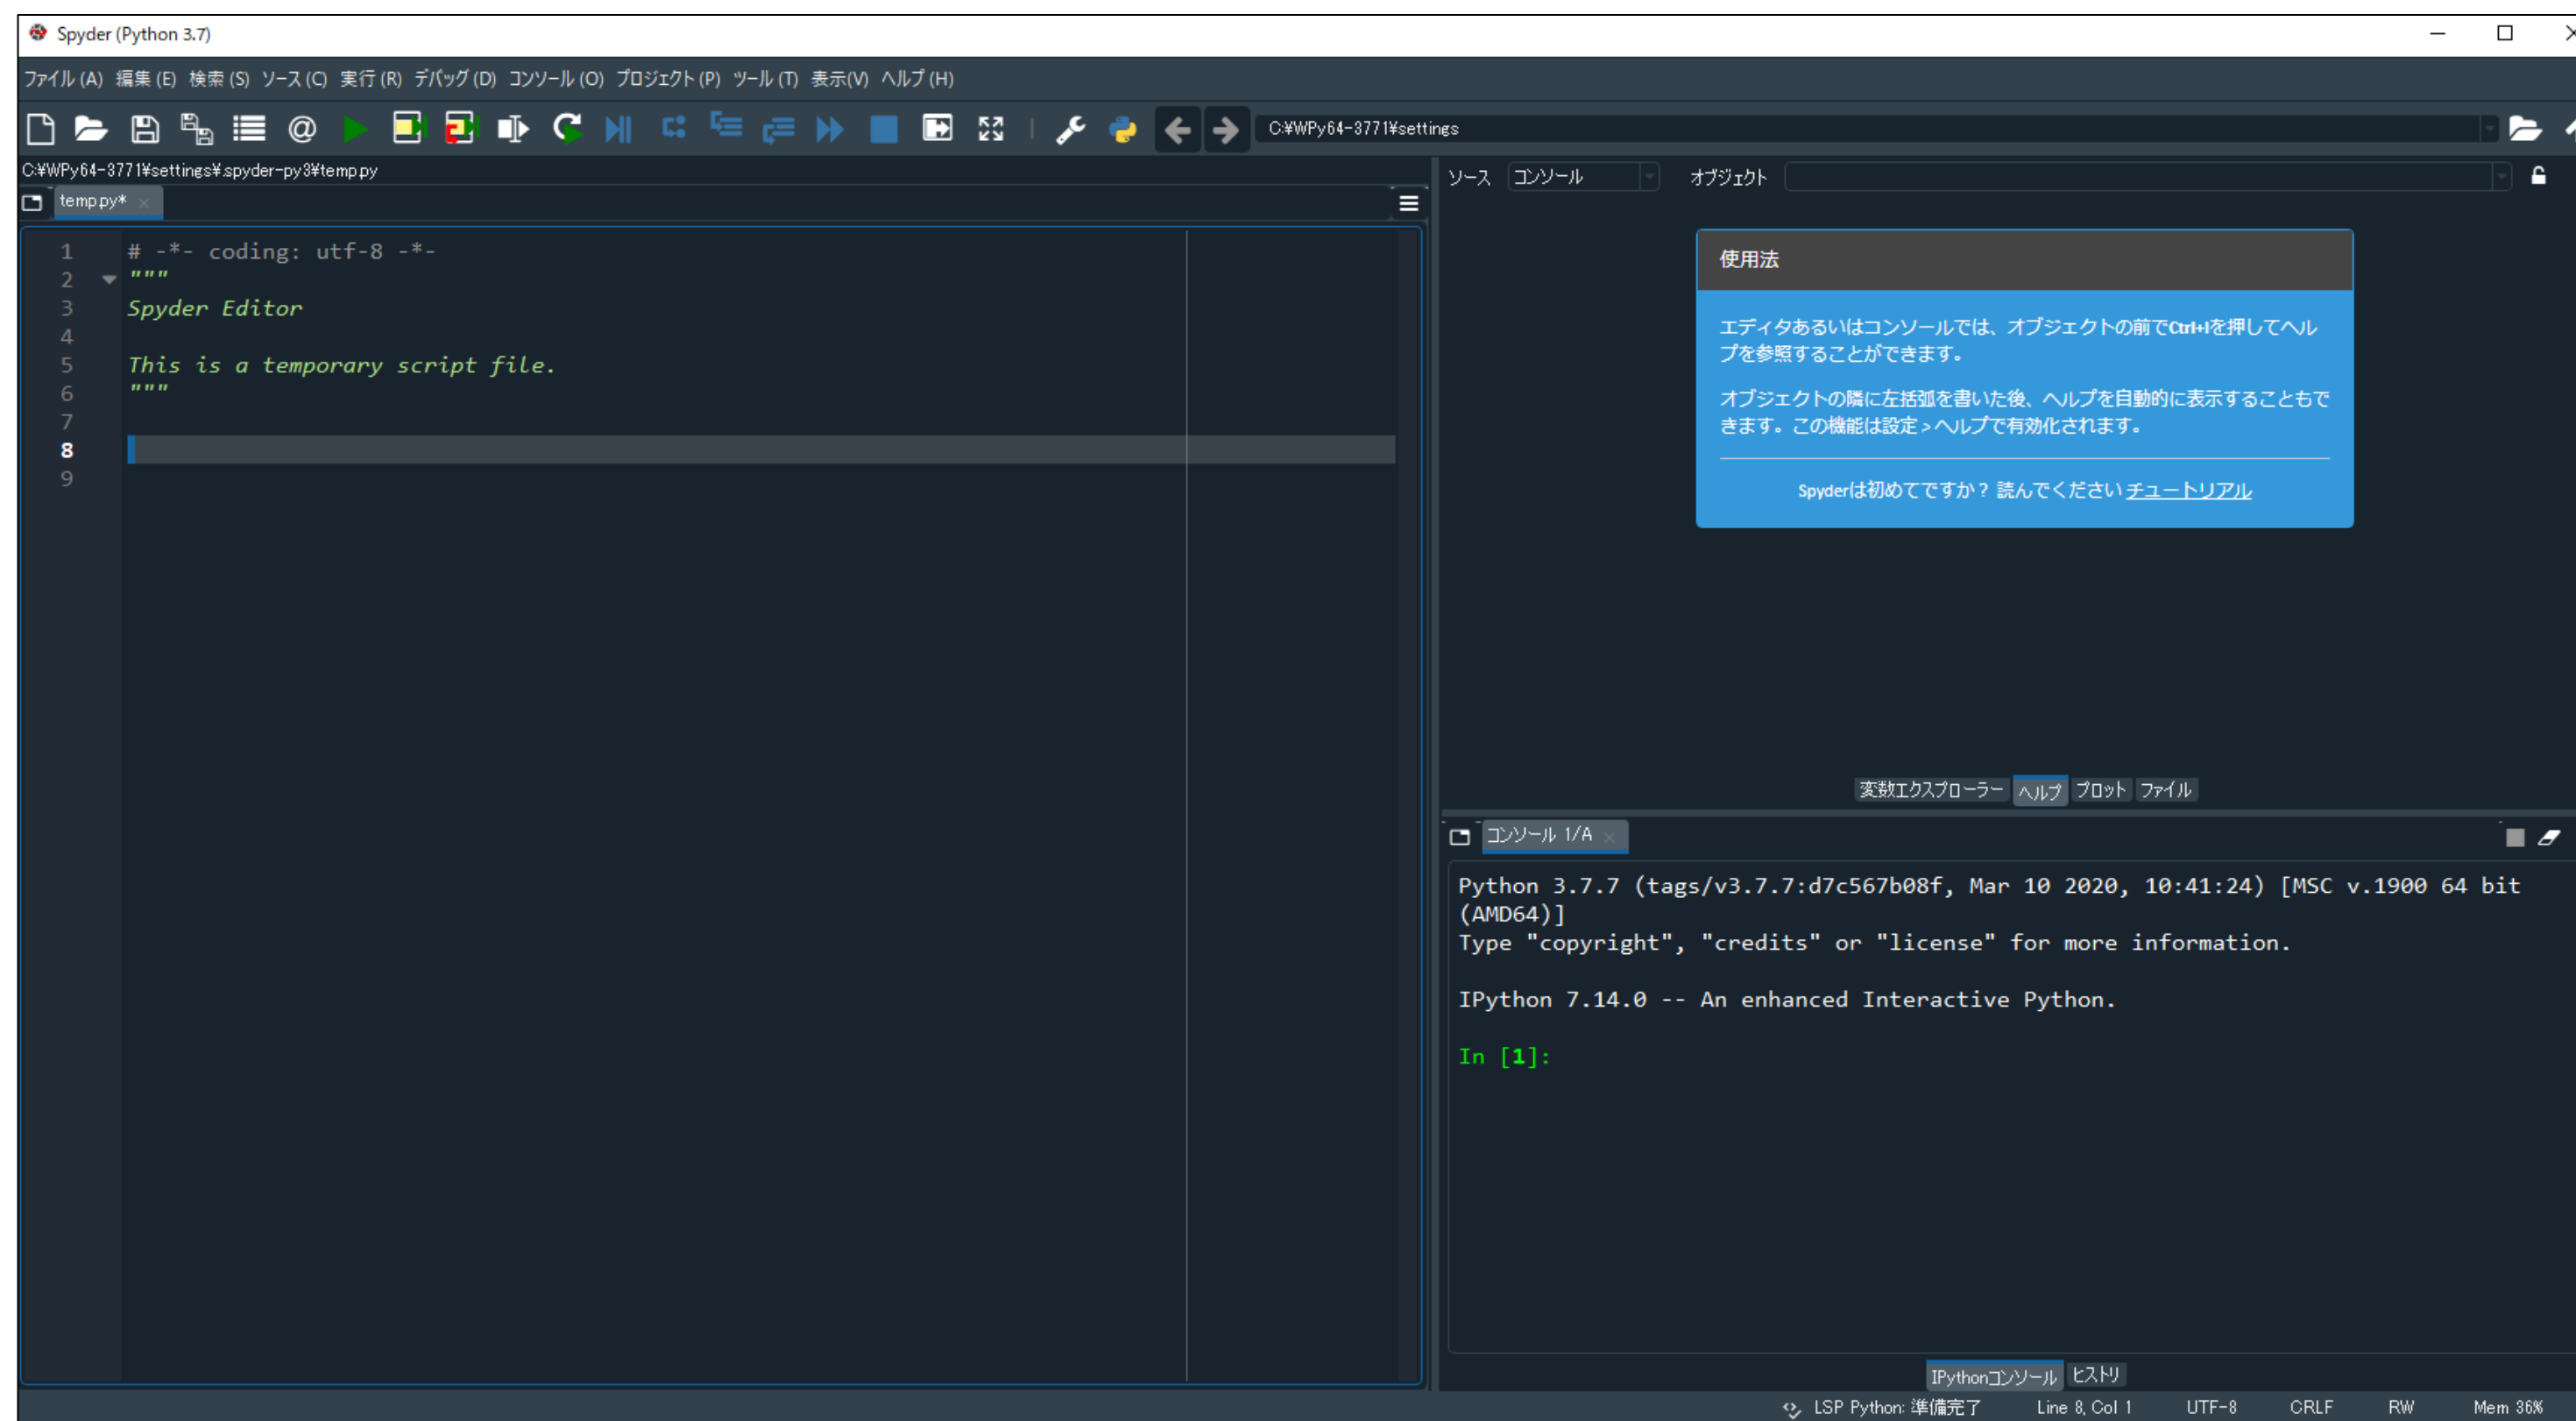 Spyder (Python 3.7)
ファイル (A) 編集 (E) 検索 (S) ソース (C) 実行 (R) デバッグ (D) コンソール (O) プロジェクト (P) ツール (T) 表示(V) ヘルプ (H)
C:¥WPy64-3771¥settings
C:¥WPy64-3771¥settings¥.spyder-py3¥temp.py
temp.py*
1 # -*- coding: utf-8 -*-
2 """
3 Spyder Editor
4
5 This is a temporary script file.
6 """
7
8
9
ソース コンソール オブジェクト
使用法
エディタあるいはコンソールでは、オブジェクトの前でCtrl+Iを押してヘル
プを参照することができます。
オブジェクトの隣に左括弧を書いた後、ヘルプを自動的に表示することもで
きます。この機能は設定 > ヘルプで有効化されます。
Spyderは初めてですか? 読んでください チュートリアル
変数エクスプローラー ヘルプ プロット ファイル
コンソール 1/A
Python 3.7.7 (tags/v3.7.7:d7c567b08f, Mar 10 2020, 10:41:24) [MSC v.1900 64 bit
(AMD64)]
Type "copyright", "credits" or "license" for more information.
IPython 7.14.0 -- An enhanced Interactive Python.
In [1]:
IPythonコンソール ヒストリ
LSP Python: 準備完了 Line 8, Col 1 UTF-8 CRLF RW Mem 36%